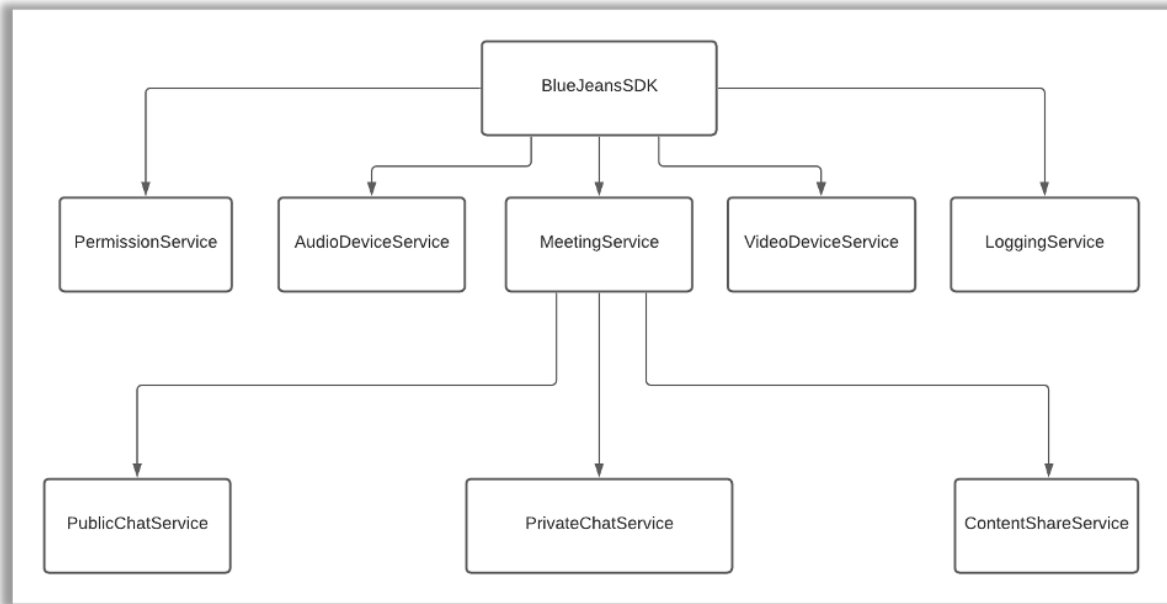 BlueJeansSDK
PermissionService
AudioDeviceService
MeetingService
VideoDeviceService
LoggingService
PublicChatService
PrivateChatService
ContentShareService